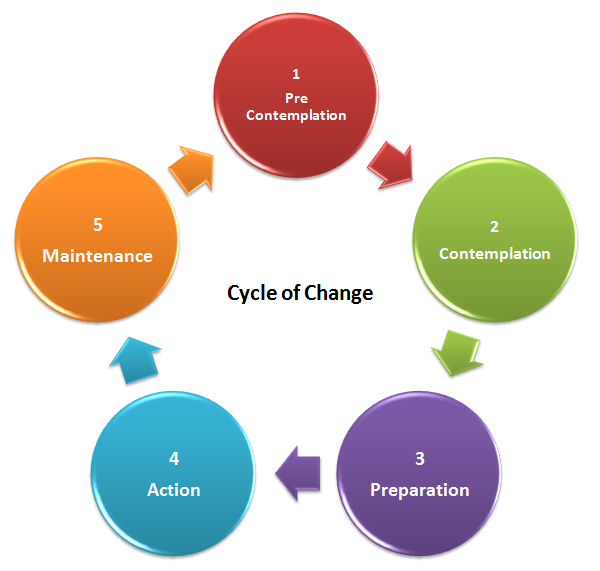 1
Pre
Contemplation
2
Contemplation
3
Preparation
4
Action
5
Maintenance
Cycle of Change